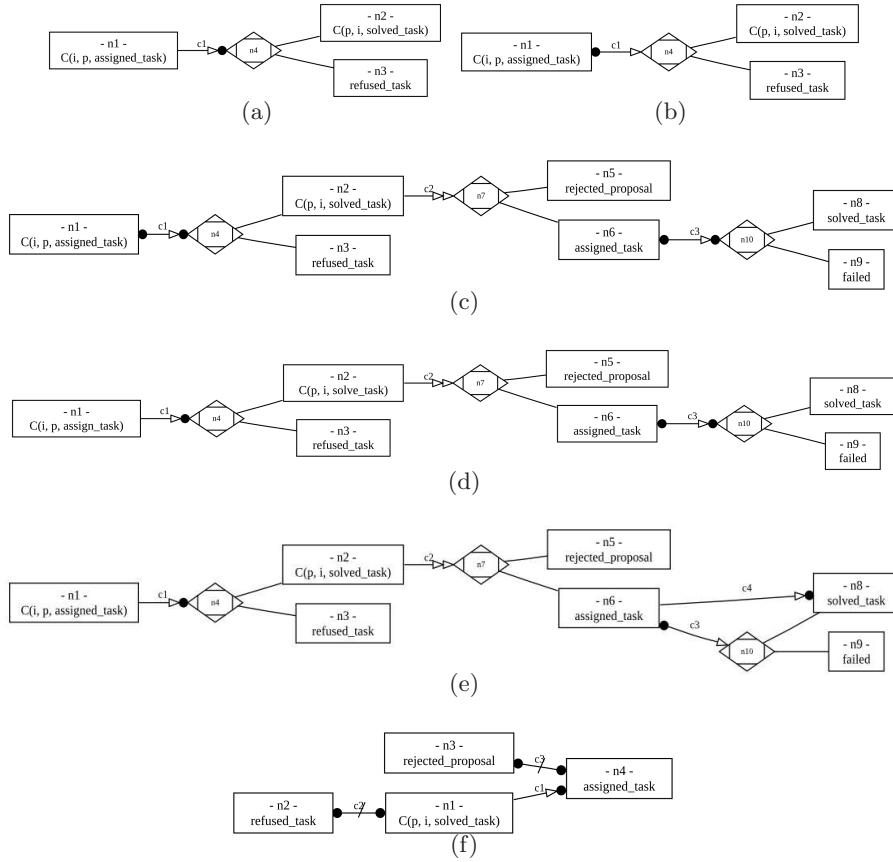 - n1 -
C(i, p, assigned_task)
c1
n4
- n2 -
C(p, i, solved_task)
- n3 -
refused_task
(a)
- n1 -
C(i, p, assigned_task)
c1
n4
- n2 -
C(p, i, solved_task)
- n3 -
refused_task
(b)
- n1 -
C(i, p, assigned_task)
c1
n4
- n2 -
C(p, i, solved_task)
- n3 -
refused_task
c2
n7
- n5 -
rejected_proposal
- n6 -
assigned_task
c3
n10
- n8 -
solved_task
- n9 -
failed
(c)
- n1 -
C(i, p, assign_task)
c1
n4
- n2 -
C(p, i, solve_task)
- n3 -
refused_task
c2
n7
- n5 -
rejected_proposal
- n6 -
assigned_task
c3
n10
- n8 -
solved_task
- n9 -
failed
(d)
- n1 -
C(i, p, assigned_task)
c1
n4
- n2 -
C(p, i, solved_task)
- n3 -
refused_task
c2
n7
- n5 -
rejected_proposal
- n6 -
assigned_task
c4
c3
n10
- n8 -
solved_task
- n9 -
failed
(e)
- n3 -
rejected_proposal
c3
- n4 -
assigned_task
- n2 -
refused_task
c2
- n1 -
C(p, i, solved_task)
c1
(f)